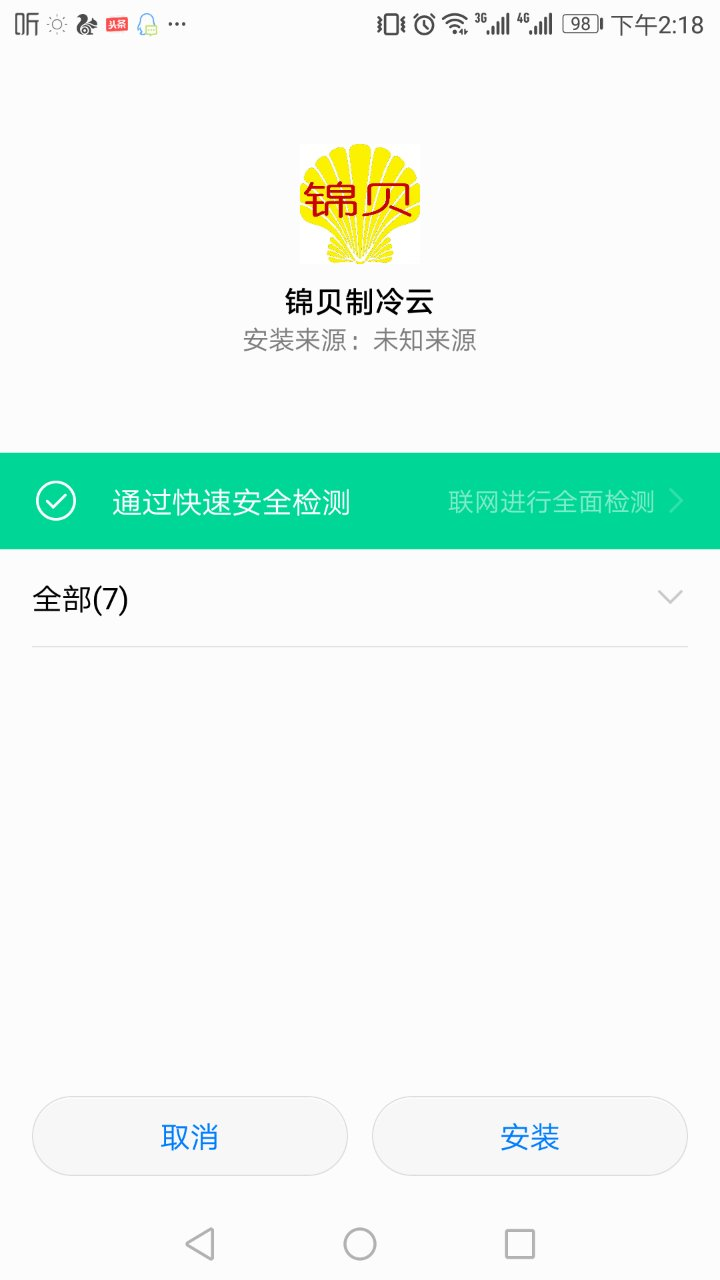 听 头条 3G 4G 98 下午2:18
锦贝
锦贝制冷云
安装来源：未知来源
通过快速安全检测 联网进行全面检测
全部(7)
取消 安装